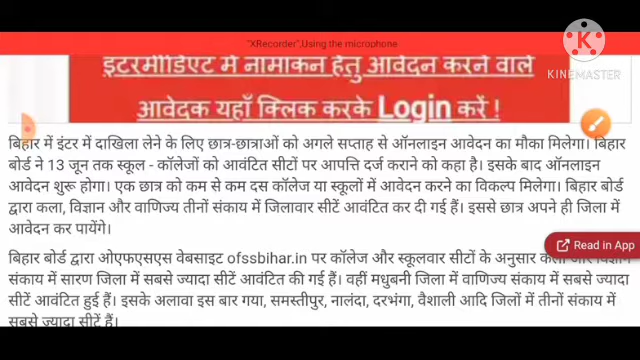 "XRecorder",Using the microphone
KINEMASTER
इंटरमीडिएट में नामांकन हेतु आवेदन करने वाले
आवेदक यहाँ क्लिक करके Login करें !
बिहार में इंटर में दाखिला लेने के लिए छात्र-छात्राओं को अगले सप्ताह से ऑनलाइन आवेदन का मौका मिलेगा। बिहार
बोर्ड ने 13 जून तक स्कूल - कॉलेजों को आवंटित सीटों पर आपत्ति दर्ज कराने को कहा है। इसके बाद ऑनलाइन
आवेदन शुरू होगा। एक छात्र को कम से कम दस कॉलेज या स्कूलों में आवेदन करने का विकल्प मिलेगा। बिहार बोर्ड
द्वारा कला, विज्ञान और वाणिज्य तीनों संकाय में जिलावार सीटें आवंटित कर दी गई हैं। इससे छात्र अपने ही जिला में
आवेदन कर पायेंगे।
Read in App
बिहार बोर्ड द्वारा ओएफएसएस वेबसाइट ofssbihar.in पर कॉलेज और स्कूलवार सीटों के अनुसार कला और विज्ञान
संकाय में सारण जिला में सबसे ज्यादा सीटें आवंटित की गई हैं। वहीं मधुबनी जिला में वाणिज्य संकाय में सबसे ज्यादा
सीटें आवंटित हुई हैं। इसके अलावा इस बार गया, समस्तीपुर, नालंदा, दरभंगा, वैशाली आदि जिलों में तीनों संकाय में
सबसे ज्यादा सीटें हैं।